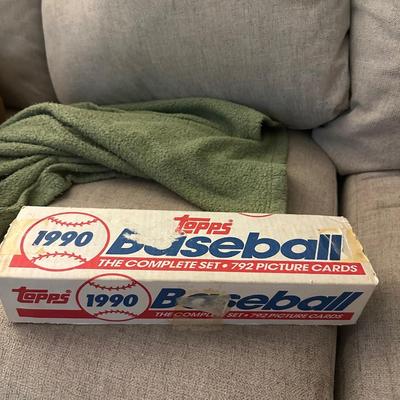 Topps
1990 Baseball
THE COMPLETE SET • 792 PICTURE CARDS
Topps 1990 Baseball
THE COMPLETE SET • 792 PICTURE CARDS